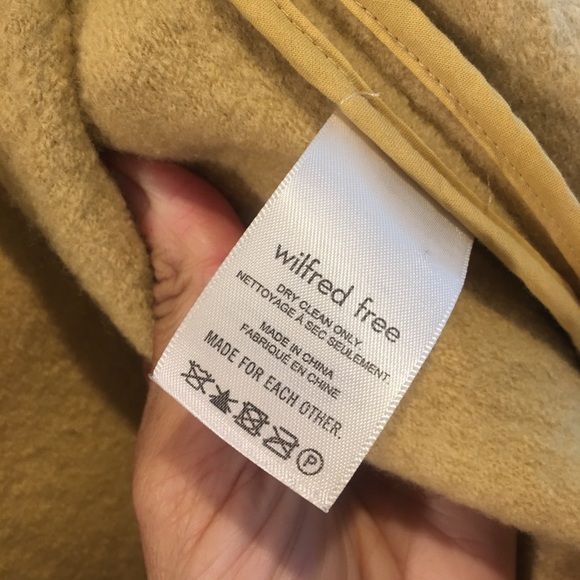 wilfred free
DRY CLEAN ONLY.
NETTOYAGE À SEC SEULEMENT.
MADE IN CHINA
FABRIQUÉ EN CHINE
MADE FOR EACH OTHER.
P